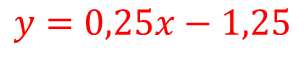 y = 0,25x − 1,25